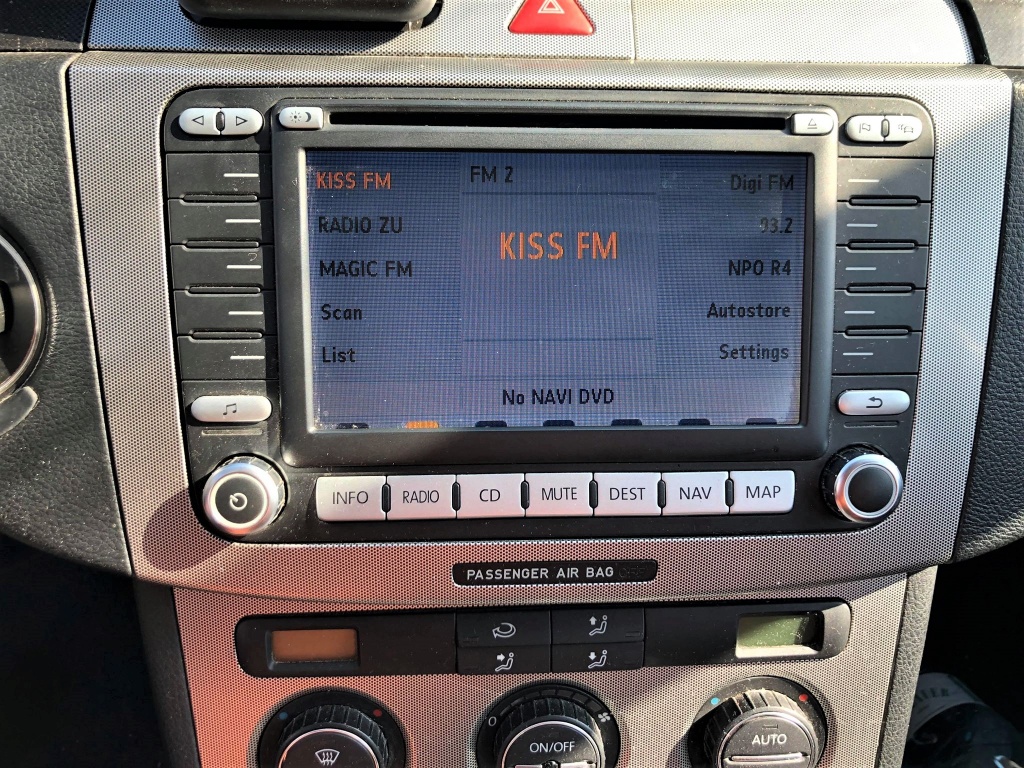 KISS FM
FM 2
Digi FM
RADIO ZU
93.2
KISS FM
MAGIC FM
NPO R4
Scan
Autostore
List
Settings
No NAVI DVD
INFO RADIO CD MUTE DEST NAV MAP
PASSENGER AIR BAG OFF
O
ON/OFF
AUTO